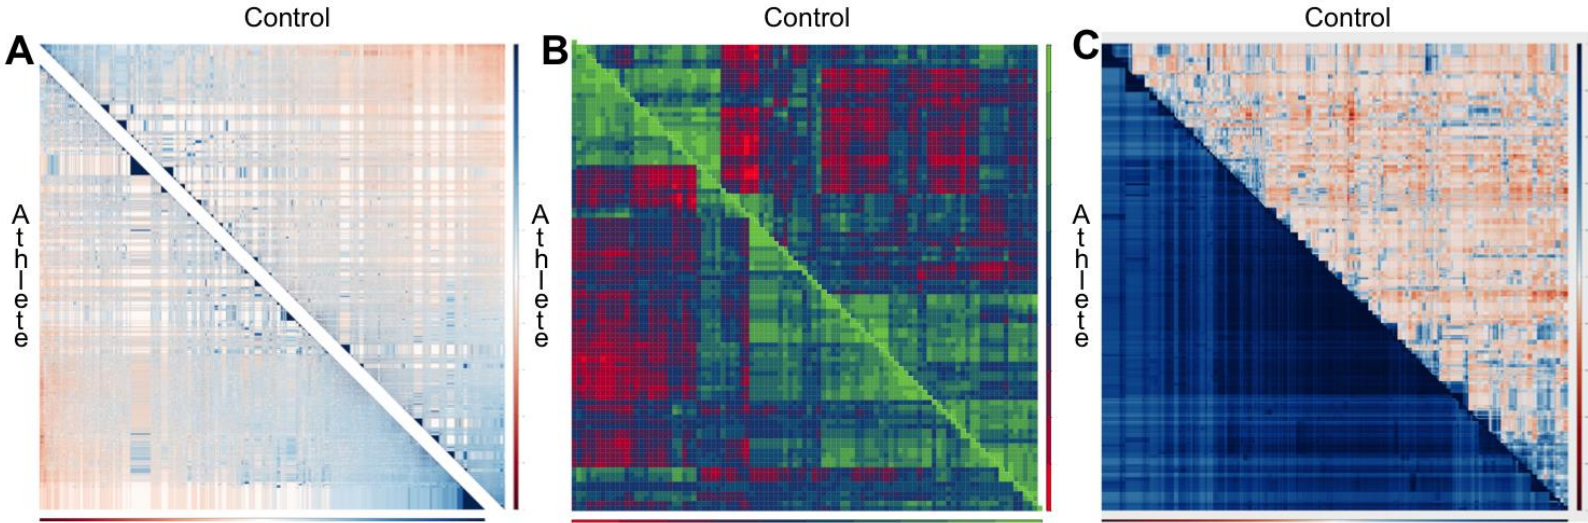 Control
Control
Control
A
B
C
Athlete
Athlete
Athlete